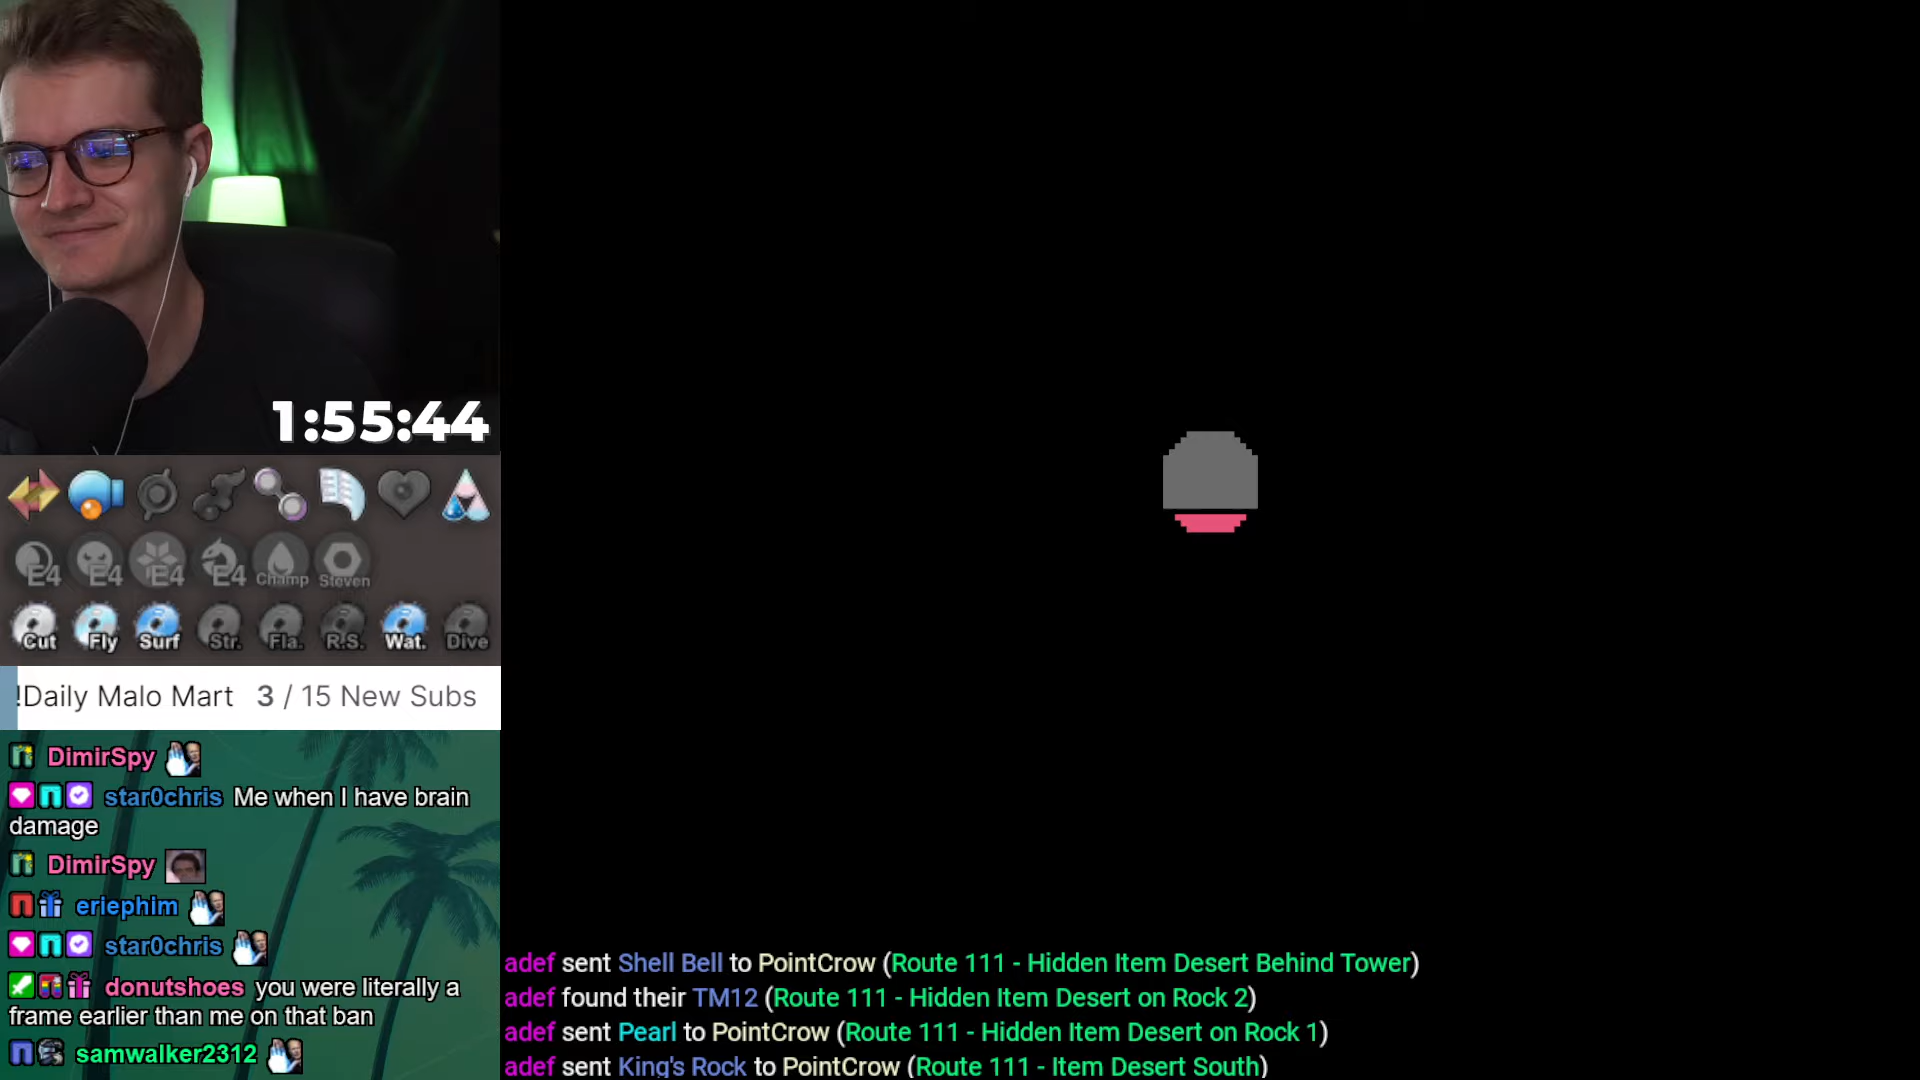 1:55:44
E4 E4 E4 E4 Champ Steven
Cut Fly Surf Str. Fla. R.S. Wat. Dive
!Daily Malo Mart 3 / 15 New Subs
DimirSpy
star0chris Me when I have brain
damage
DimirSpy
eriephim
star0chris
donutshoes you were literally a
frame earlier than me on that ban
samwalker2312
adef sent Shell Bell to PointCrow (Route 111 - Hidden Item Desert Behind Tower)
adef found their TM12 (Route 111 - Hidden Item Desert on Rock 2)
adef sent Pearl to PointCrow (Route 111 - Hidden Item Desert on Rock 1)
adef sent King's Rock to PointCrow (Route 111 - Item Desert South)